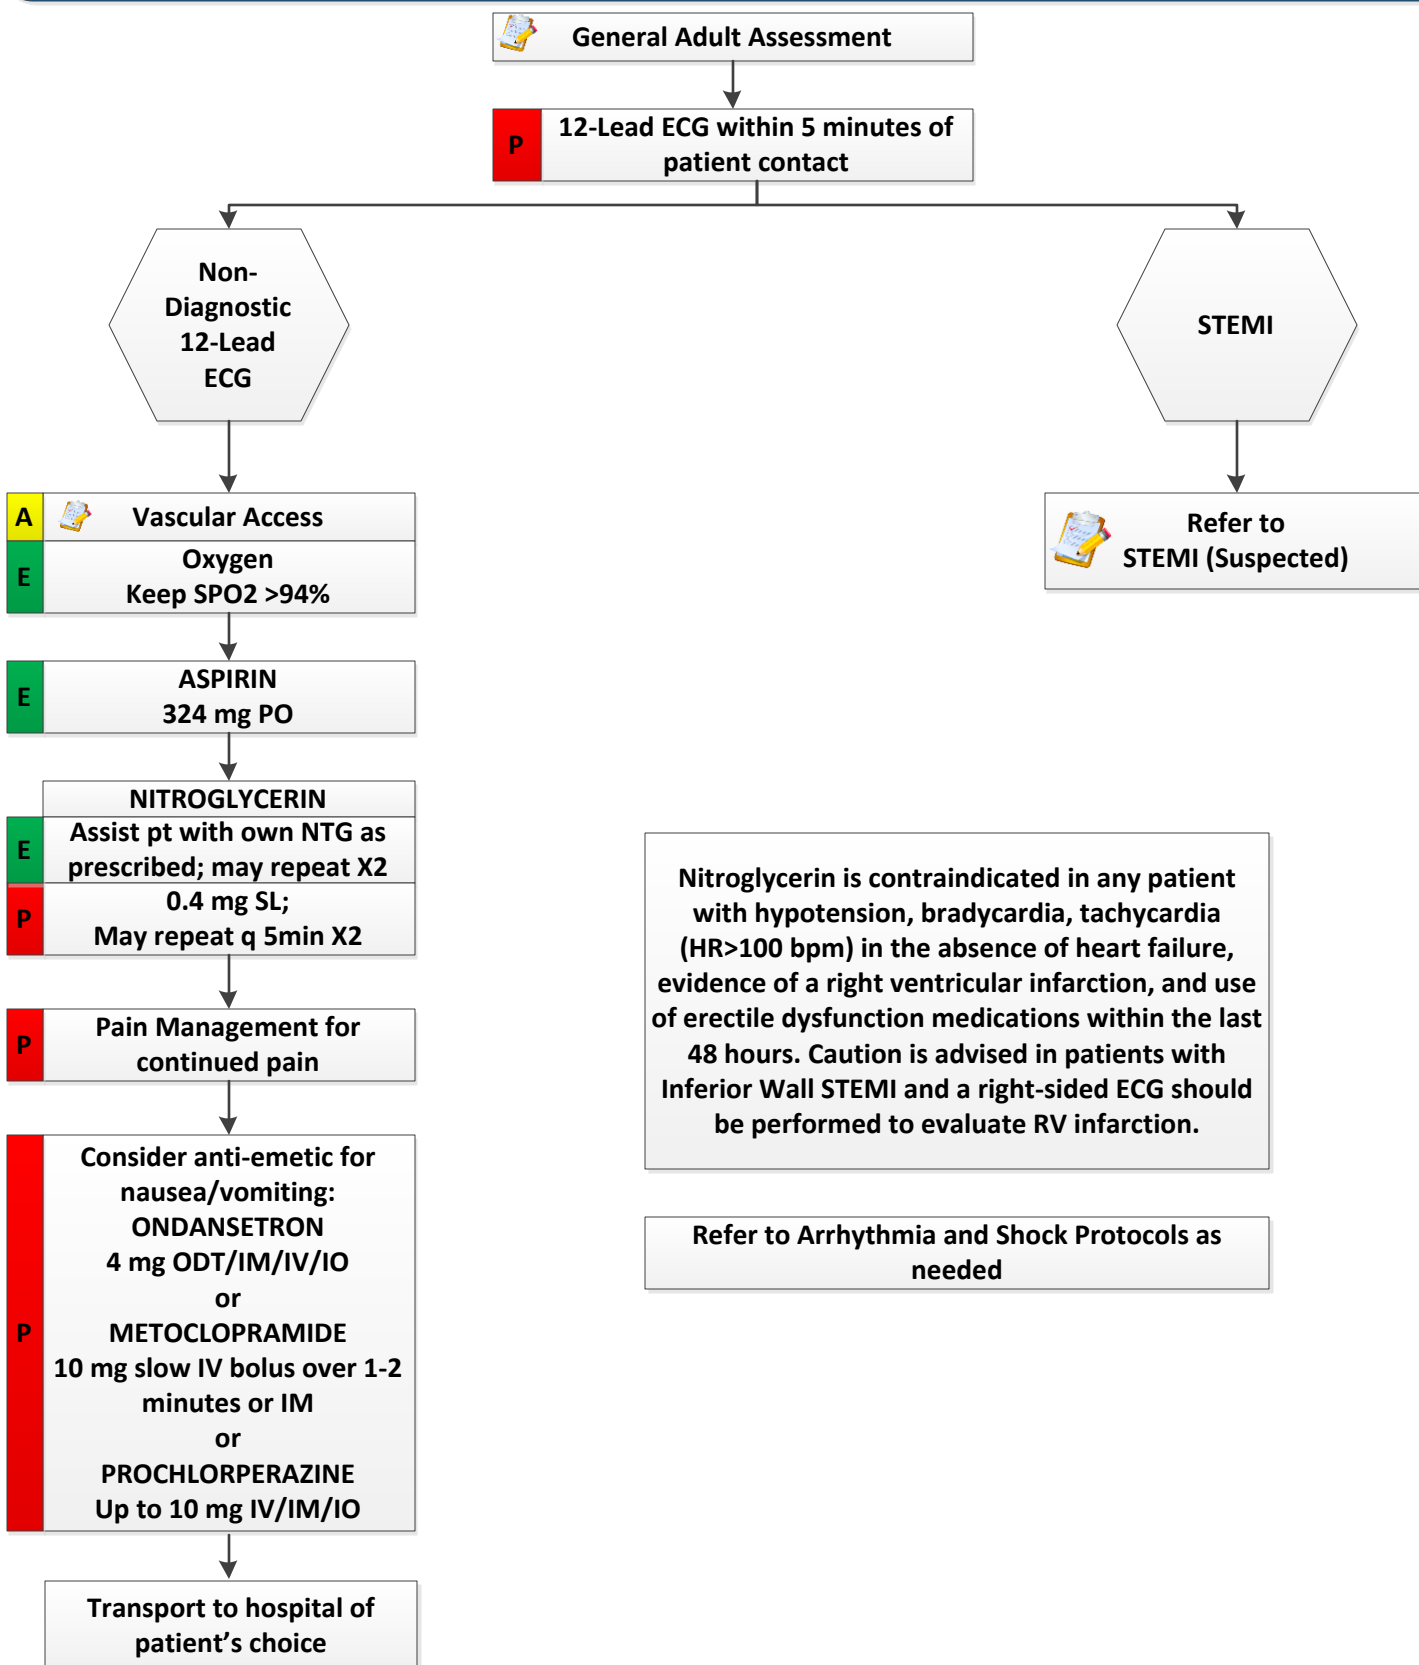 General Adult Assessment
P
12-Lead ECG within 5 minutes of
patient contact
Non-
Diagnostic
12-Lead
ECG
STEMI
A
Vascular Access
E
Oxygen
Keep SPO2 >94%
Refer to
STEMI (Suspected)
E
ASPIRIN
324 mg PO
NITROGLYCERIN
E
Assist pt with own NTG as
prescribed; may repeat X2
P
0.4 mg SL;
May repeat q 5min X2
P
Pain Management for
continued pain
P
Consider anti-emetic for
nausea/vomiting:
ONDANSETRON
4 mg ODT/IM/IV/IO
or
METOCLOPRAMIDE
10 mg slow IV bolus over 1-2
minutes or IM
or
PROCHLORPERAZINE
Up to 10 mg IV/IM/IO
Transport to hospital of
patient's choice
Nitroglycerin is contraindicated in any patient
with hypotension, bradycardia, tachycardia
(HR>100 bpm) in the absence of heart failure,
evidence of a right ventricular infarction, and use
of erectile dysfunction medications within the last
48 hours. Caution is advised in patients with
Inferior Wall STEMI and a right-sided ECG should
be performed to evaluate RV infarction.
Refer to Arrhythmia and Shock Protocols as
needed